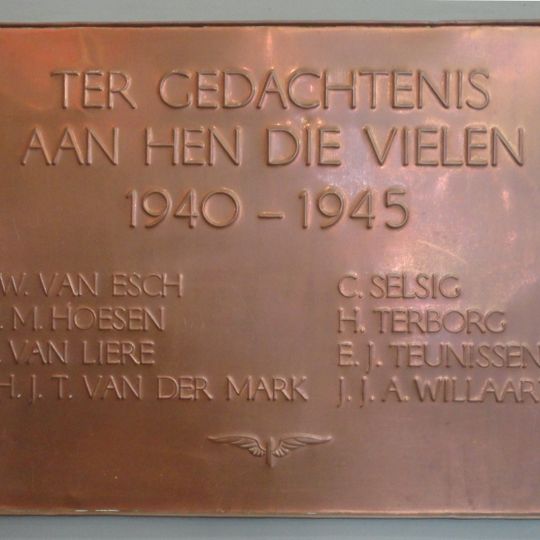 TER GEDACHTENIS
AAN HEN DIE VIELEN
1940 – 1945
W. VAN ESCH
M. HOESEN
VAN LIERE
H. J. T. VAN DER MARK
C. SELSIG
H. TERBORG
E. J. TEUNISSEN
J. J. A.